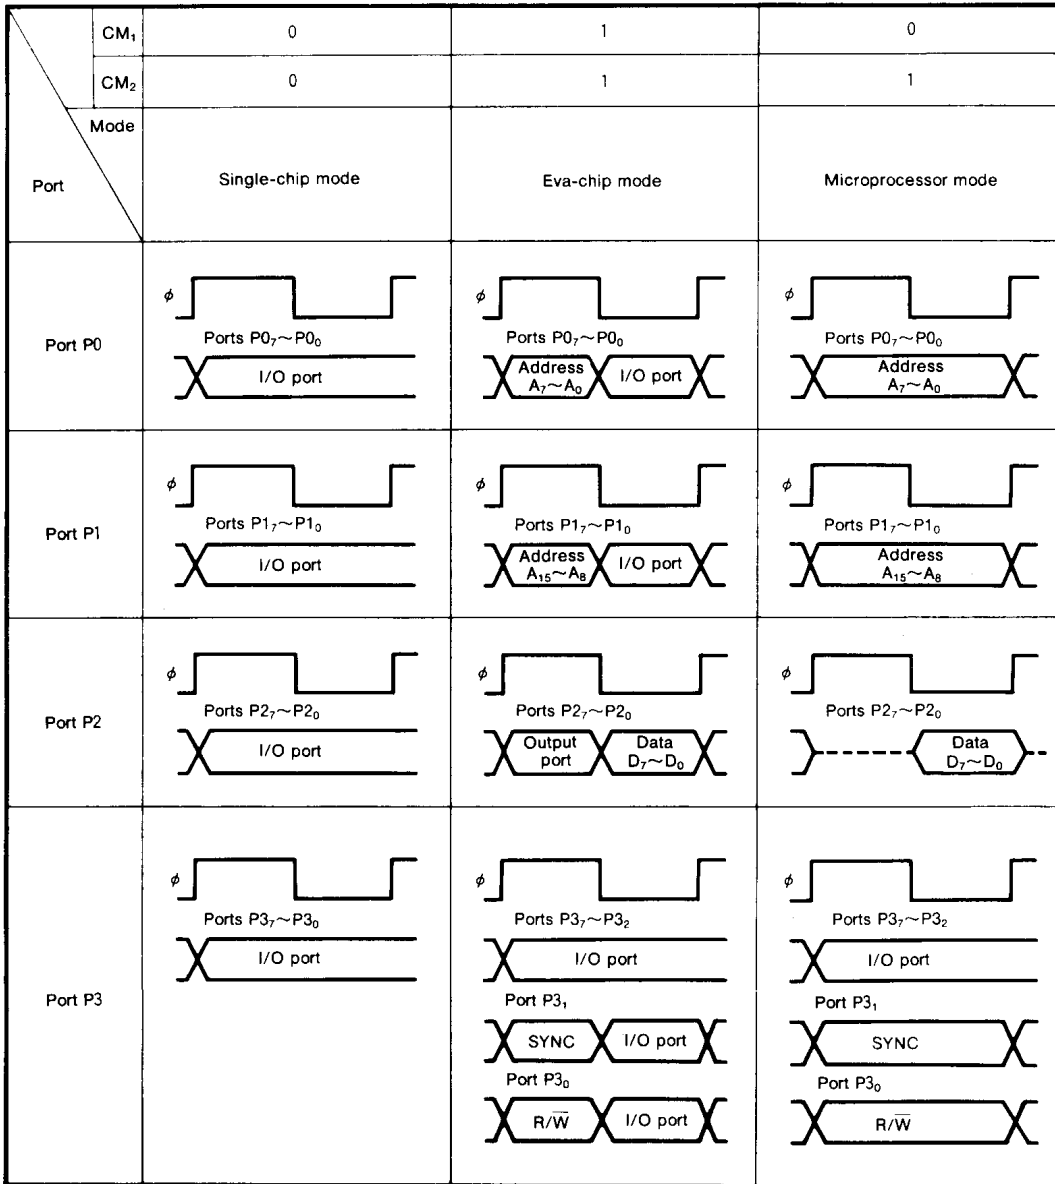 CM₁ 0 1 0
CM₂ 0 1 1
Mode
Port Single-chip mode Eva-chip mode Microprocessor mode
Port P0
ϕ ϕ ϕ
Ports P0₇~P0₀ Ports P0₇~P0₀ Ports P0₇~P0₀
I/O port Address A₇~A₀ I/O port Address A₇~A₀
Port P1
ϕ ϕ ϕ
Ports P1₇~P1₀ Ports P1₇~P1₀ Ports P1₇~P1₀
I/O port Address A₁₅~A₈ I/O port Address A₁₅~A₈
Port P2
ϕ ϕ ϕ
Ports P2₇~P2₀ Ports P2₇~P2₀ Ports P2₇~P2₀
I/O port Output port Data D₇~D₀ Data D₇~D₀
Port P3
ϕ ϕ ϕ
Ports P3₇~P3₀ Ports P3₇~P3₂ Ports P3₇~P3₂
I/O port I/O port I/O port
Port P3₁ Port P3₁
SYNC I/O port SYNC
Port P3₀ Port P3₀
R/W̅ I/O port R/W̅